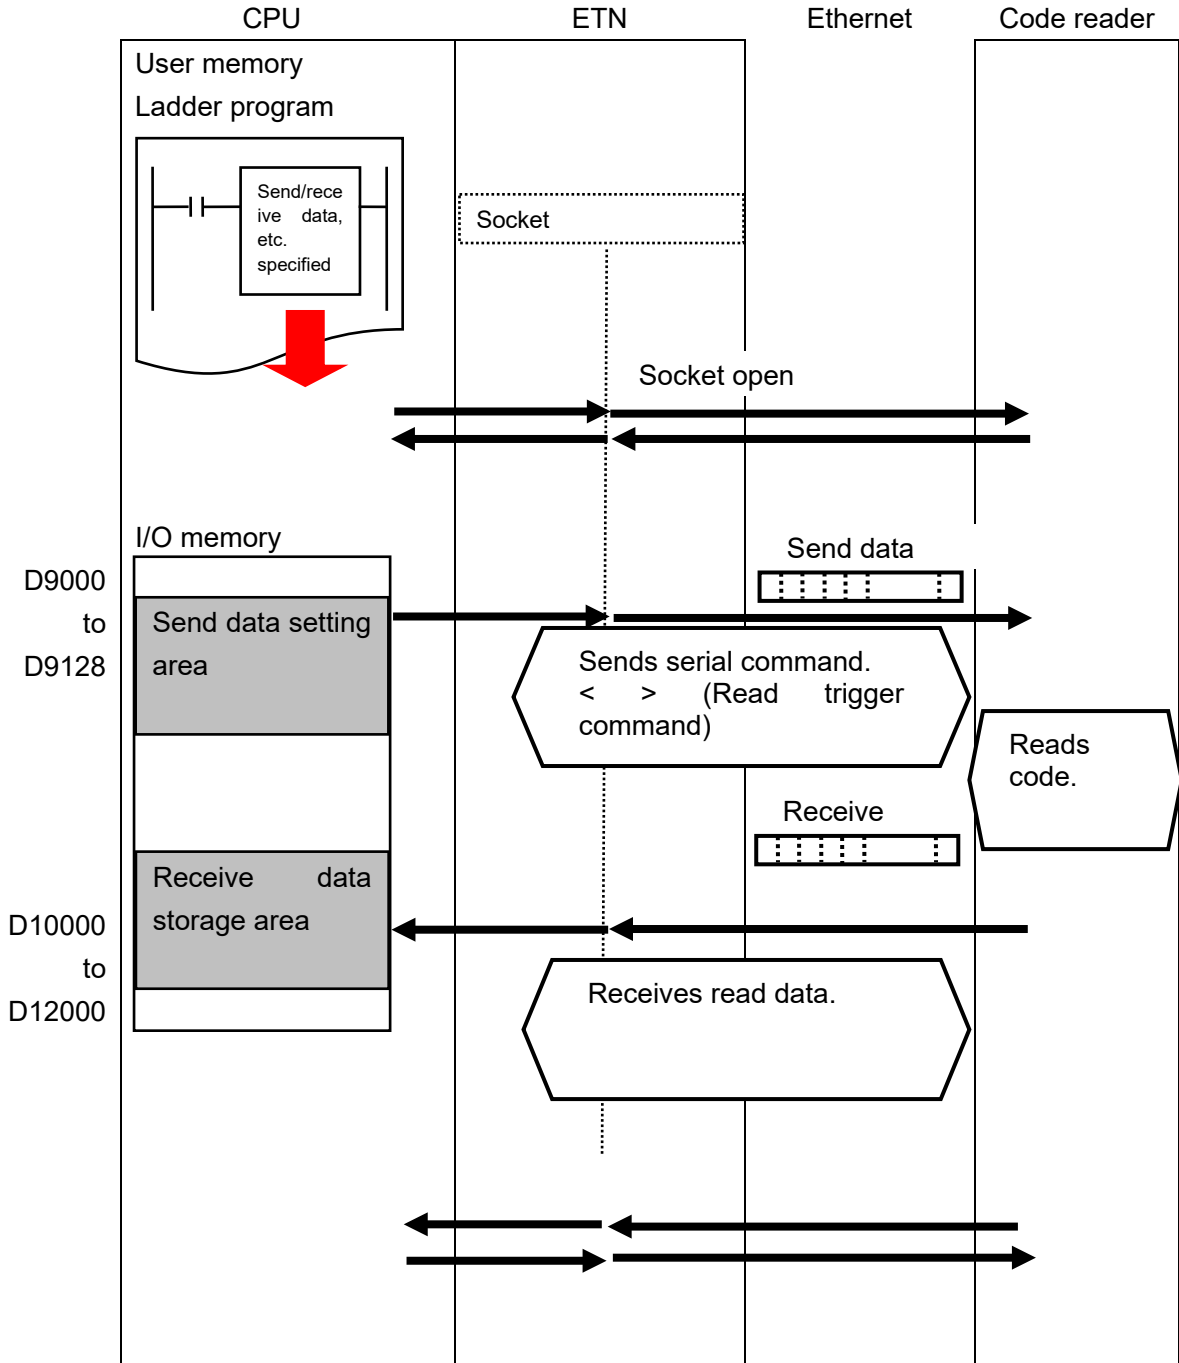 CPU ETN Ethernet Code reader
User memory
Ladder program
Send/rece
ive data,
etc.
specified
Socket
Socket open
I/O memory
Send data
D9000
to
D9128
Send data setting
area
Sends serial command.
< > (Read trigger
command)
Reads
code.
Receive
Receive data
storage area
D10000
to
D12000
Receives read data.